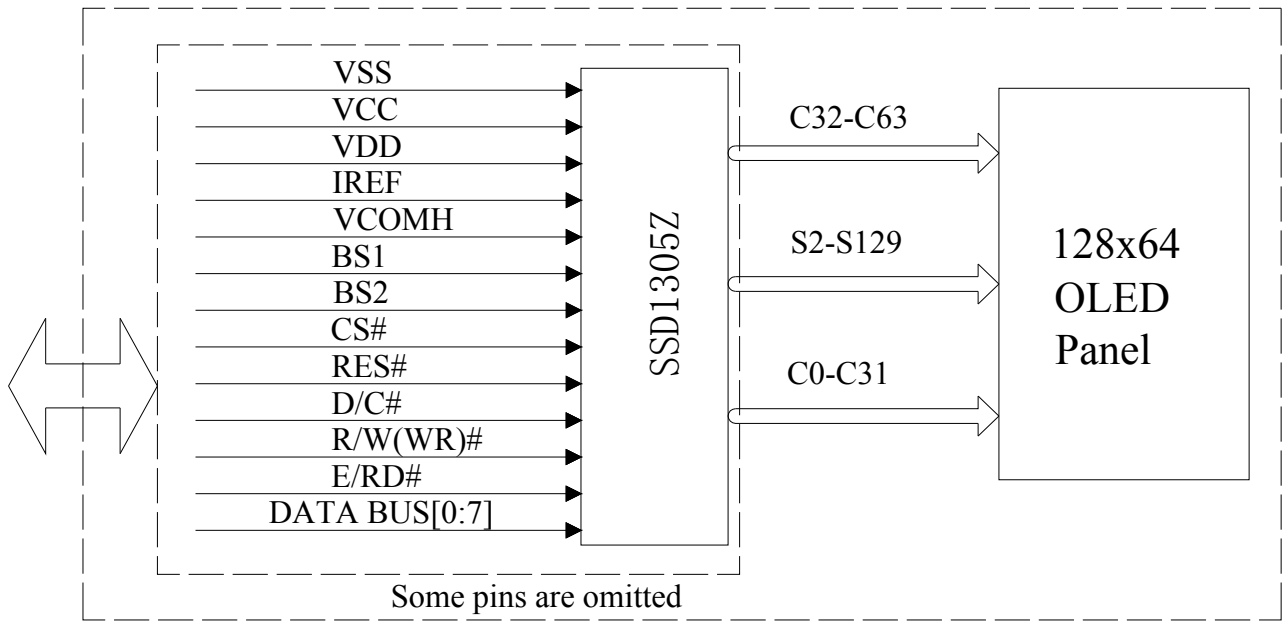 VSS
VCC
VDD
IREF
VCOMH
BS1
BS2
CS#
RES#
D/C#
R/W(WR)#
E/RD#
DATA BUS[0:7]
SSD1305Z
C32-C63
S2-S129
C0-C31
128x64
OLED
Panel
Some pins are omitted